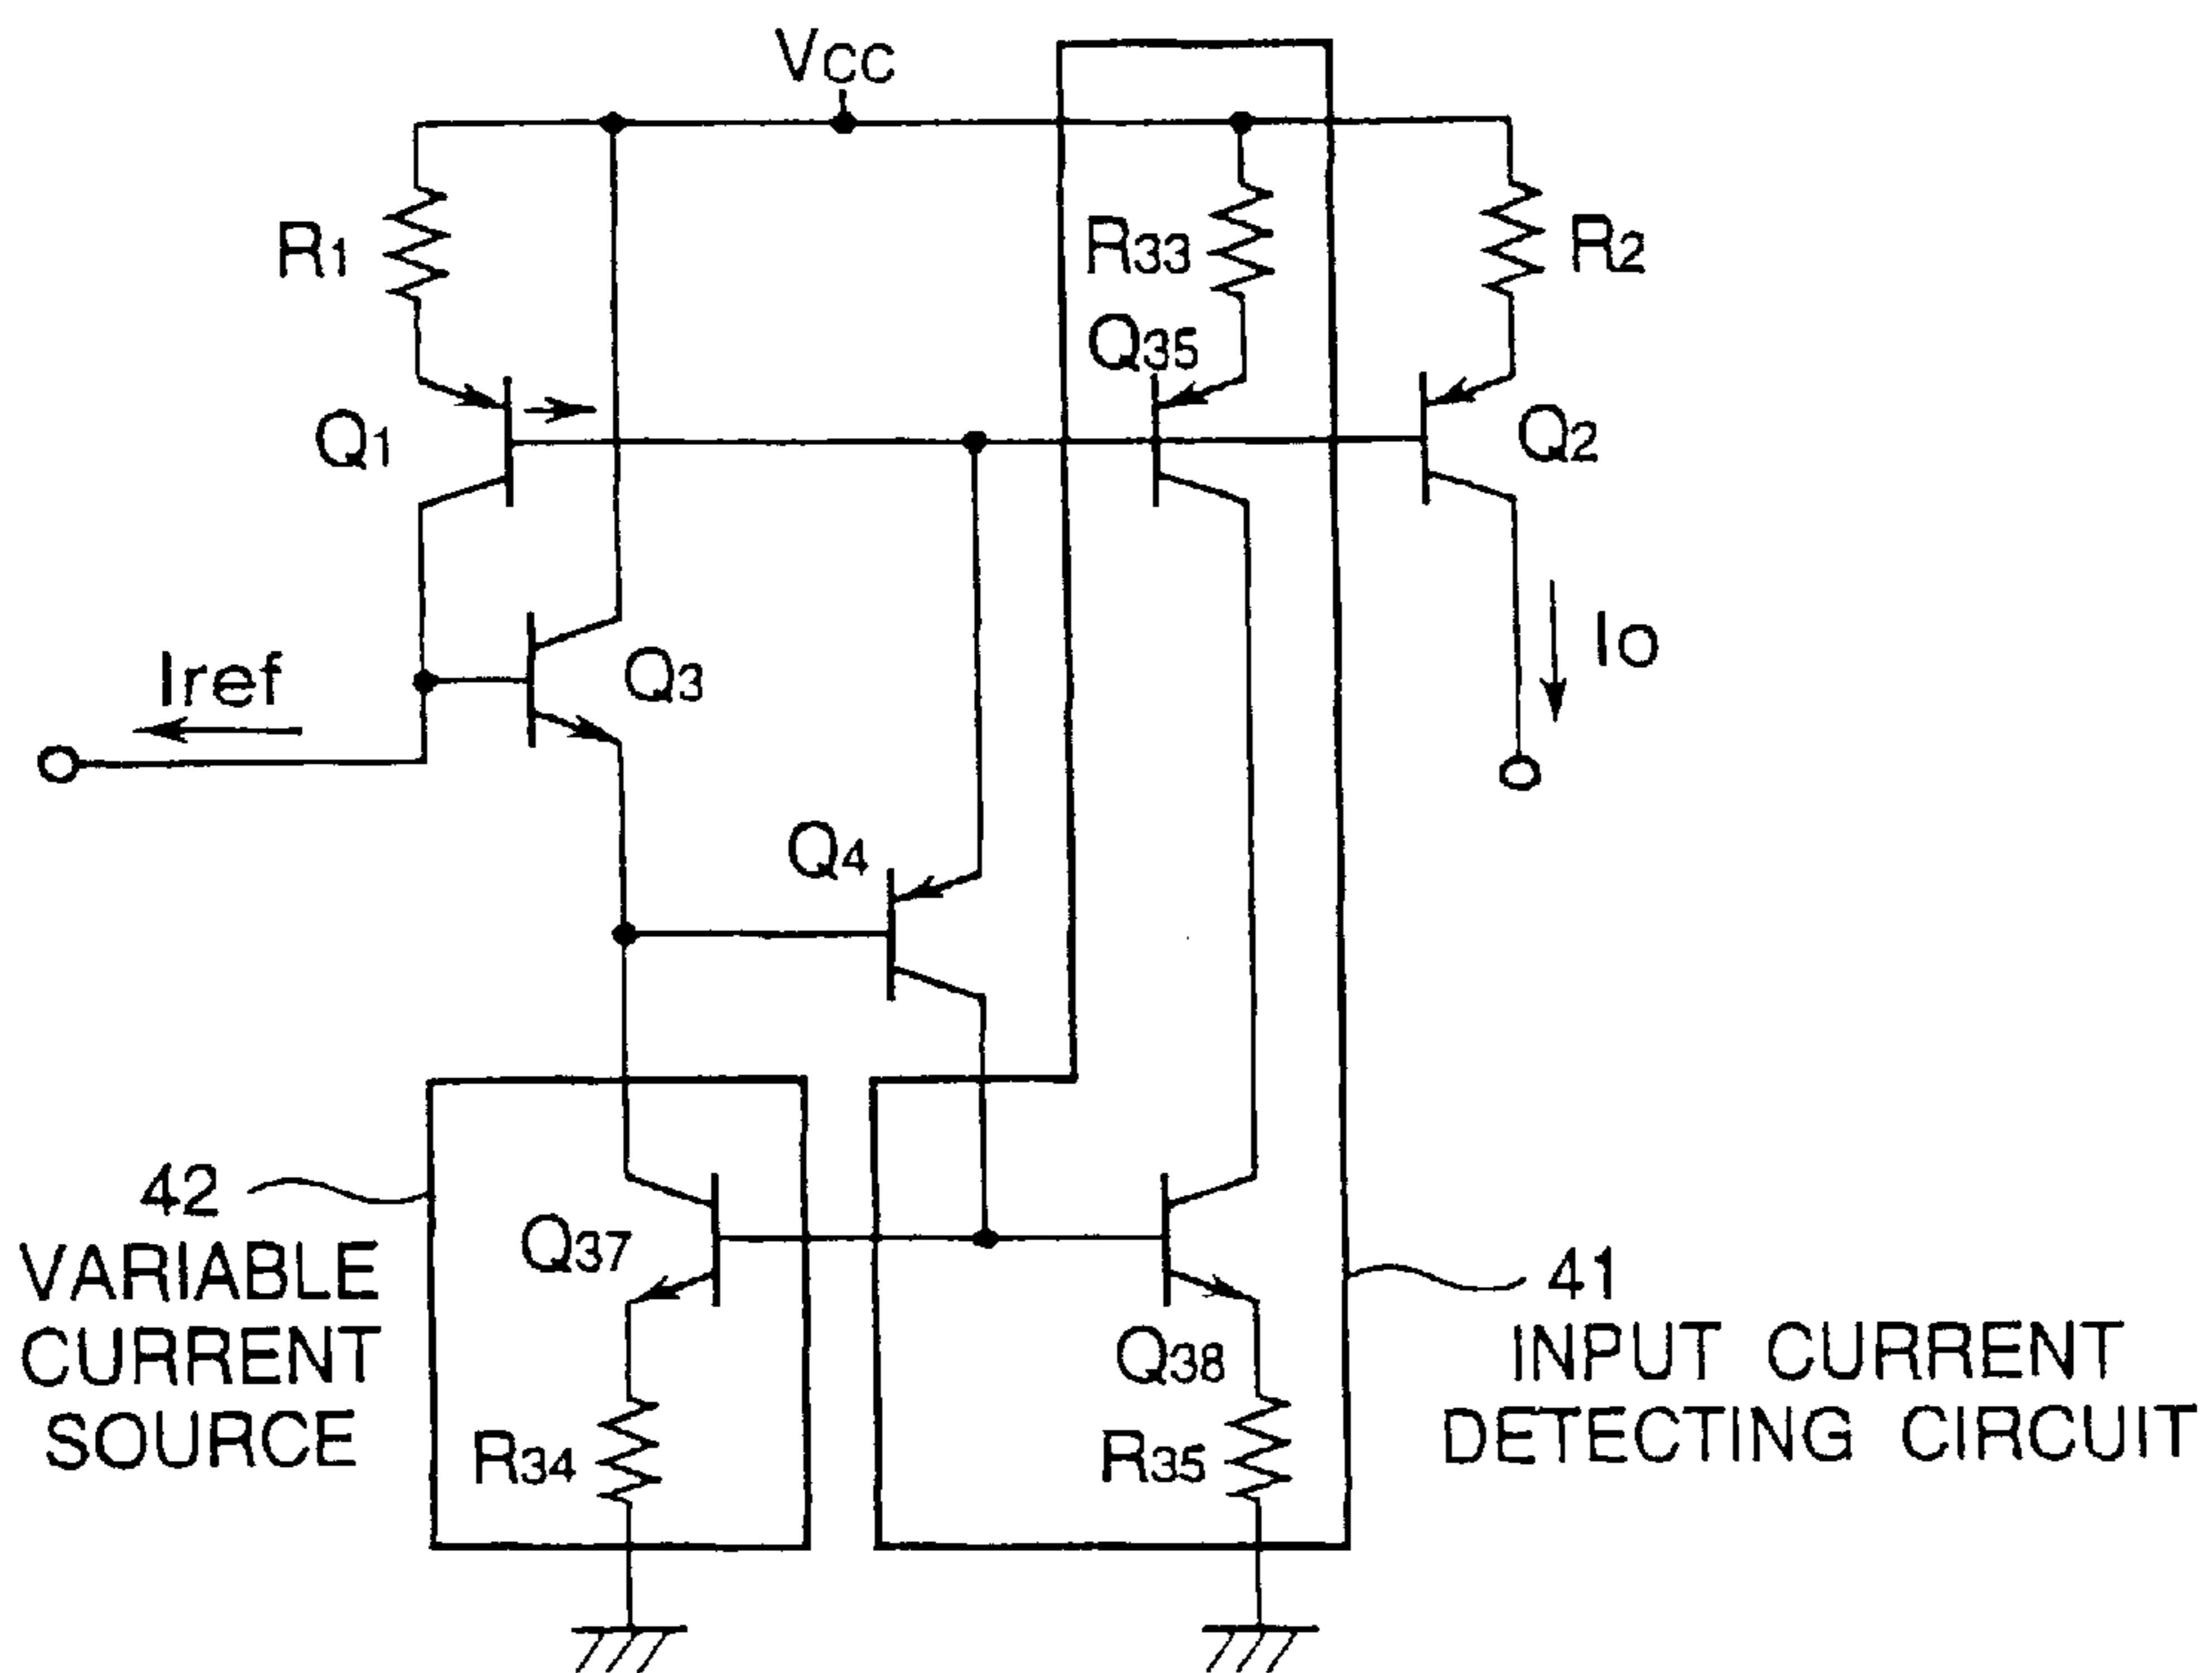 Vcc
R1
R33
R2
Q35
Q1
Q2
Iref
Q3
Io
Q4
42
VARIABLE
CURRENT
SOURCE
Q37
Q38
41
INPUT CURRENT
DETECTING CIRCUIT
R34
R35